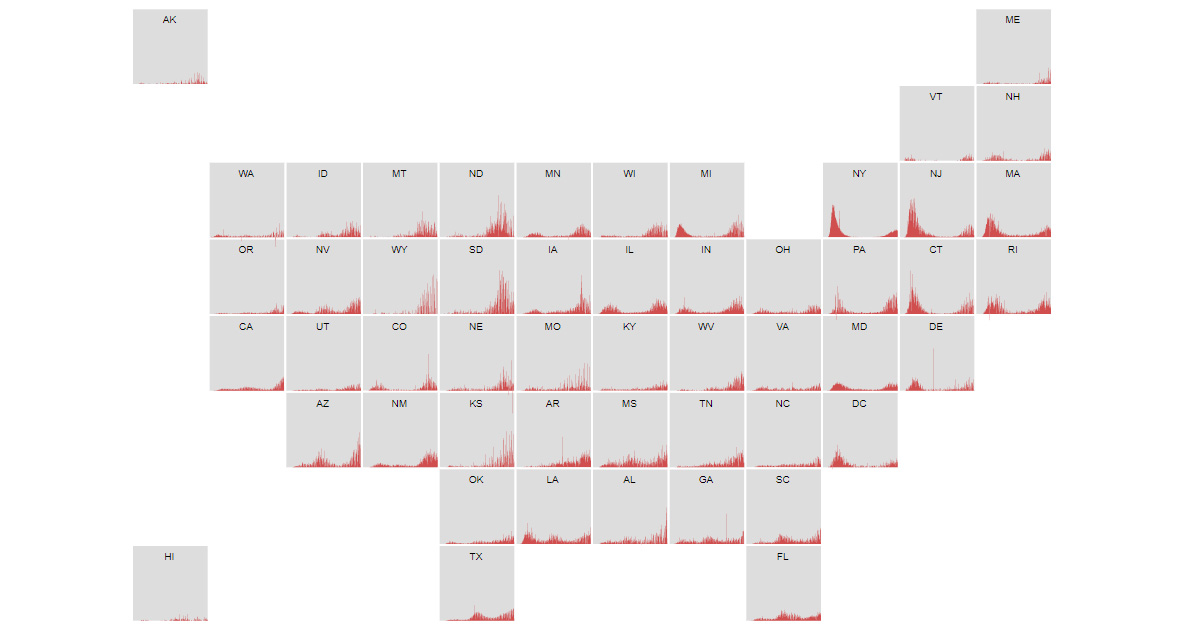 AK ME
VT NH
WA ID MT ND MN WI MI NY NJ MA
OR NV WY SD IA IL IN OH PA CT RI
CA UT CO NE MO KY WV VA MD DE
AZ NM KS AR MS TN NC DC
OK LA AL GA SC
HI TX FL